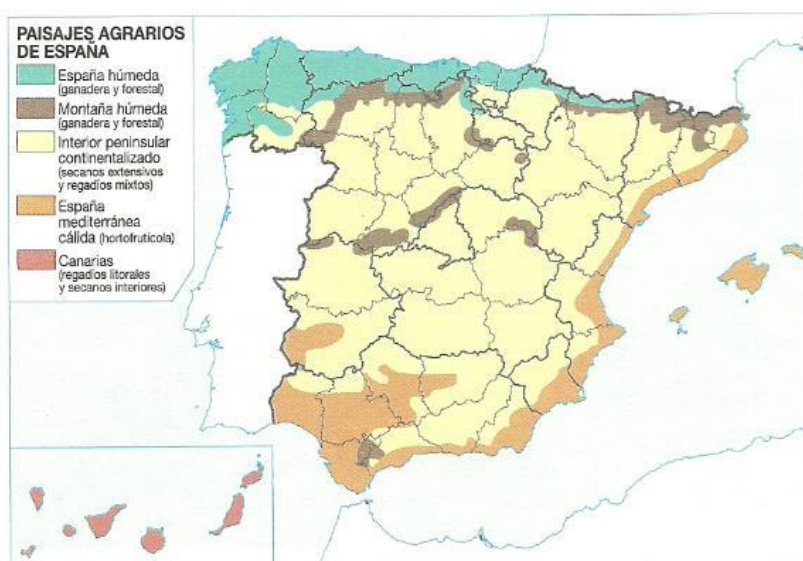 PAISAJES AGRARIOS
DE ESPAÑA
España húmeda
(ganadera y forestal)
Montaña húmeda
(ganadera y forestal)
Interior peninsular
continentalizado
(secanos extensivos
y regadíos mixtos)
España
mediterránea
cálida (hortofrutícola)
Canarias
(regadíos litorales
y secanos interiores)